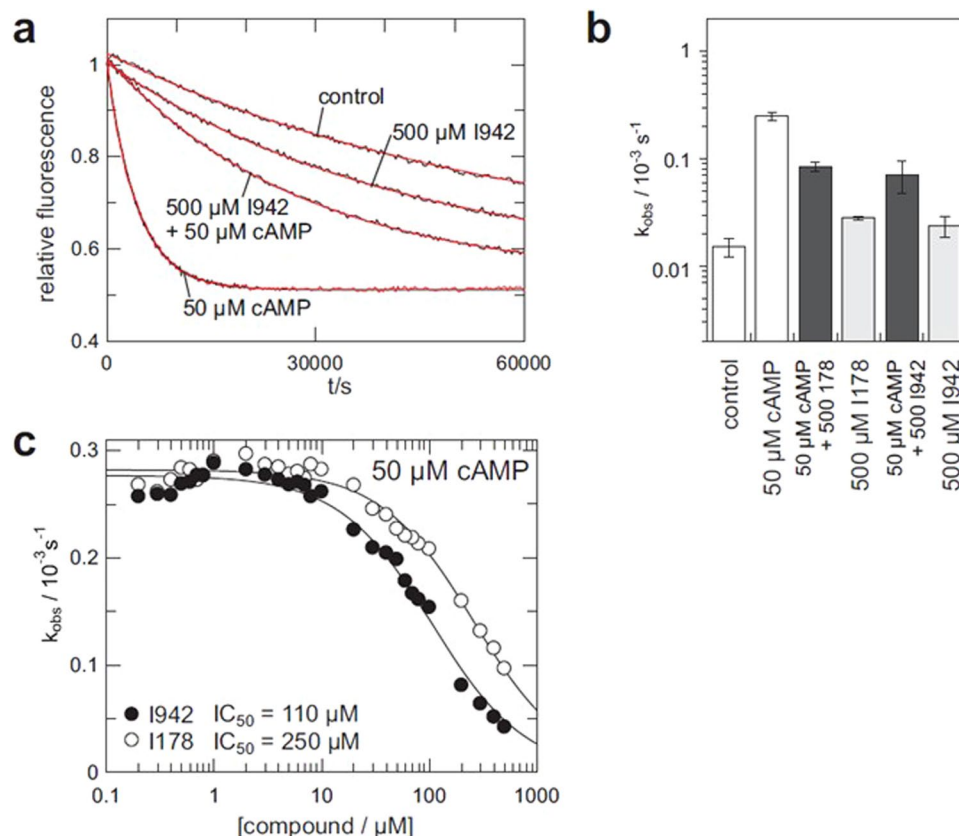 a
relative fluorescence
1
0.8
0.6
0.4
control
500 µM I942
500 µM I942
+ 50 µM cAMP
50 µM cAMP
0
30000
60000
t/s
b
k_obs / 10⁻³ s⁻¹
1
0.1
0.01
control
50 µM cAMP
50 µM cAMP
+ 500 178
500 µM I178
50 µM cAMP
+ 500 I942
500 µM I942
c
k_obs / 10⁻³ s⁻¹
0.3
0.2
0.1
0
50 µM cAMP
I942 IC₅₀ = 110 µM
I178 IC₅₀ = 250 µM
0.1
1
10
100
1000
[compound / µM]